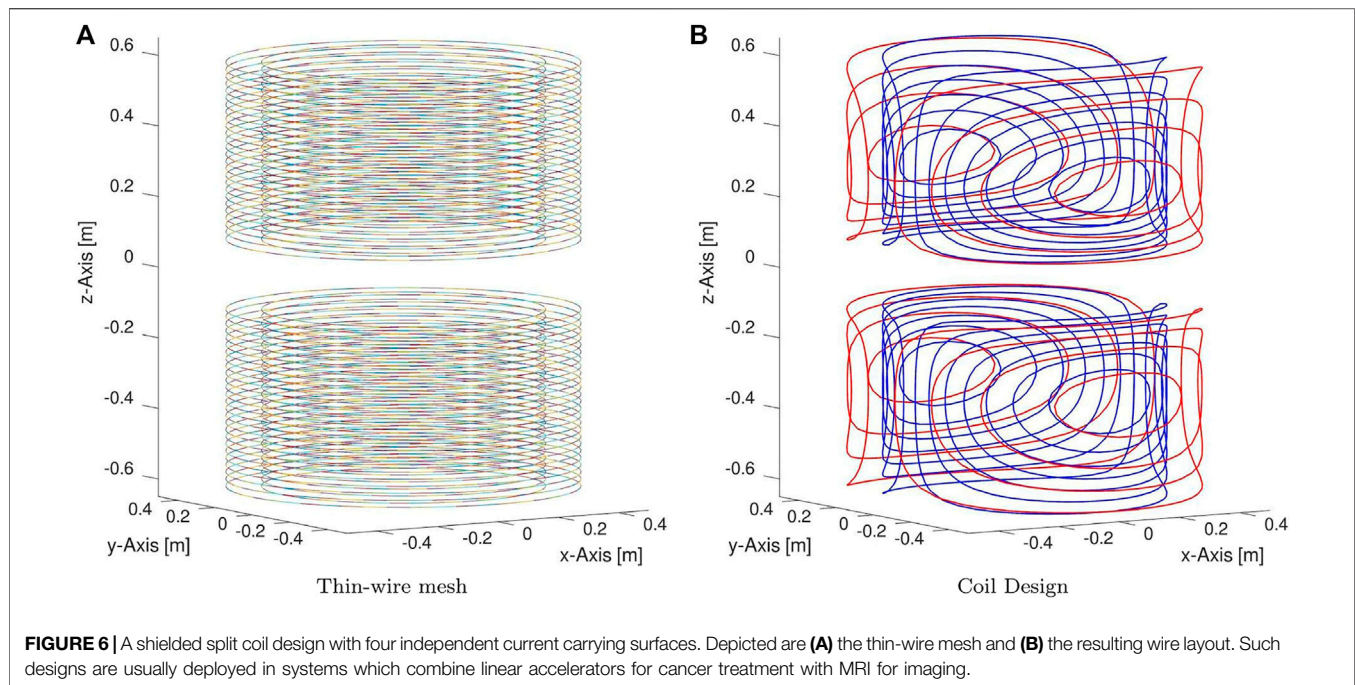 A
B
0.6
0.4
0.2
0
-0.2
-0.4
-0.6
z-Axis [m]
0.4
0.2
0
-0.2
-0.4
y-Axis [m]
-0.4
-0.2
0
0.2
0.4
x-Axis [m]
Thin-wire mesh
0.6
0.4
0.2
0
-0.2
-0.4
-0.6
z-Axis [m]
0.4
0.2
0
-0.2
-0.4
y-Axis [m]
-0.4
-0.2
0
0.2
0.4
x-Axis [m]
Coil Design
FIGURE 6 | A shielded split coil design with four independent current carrying surfaces. Depicted are (A) the thin-wire mesh and (B) the resulting wire layout. Such
designs are usually deployed in systems which combine linear accelerators for cancer treatment with MRI for imaging.